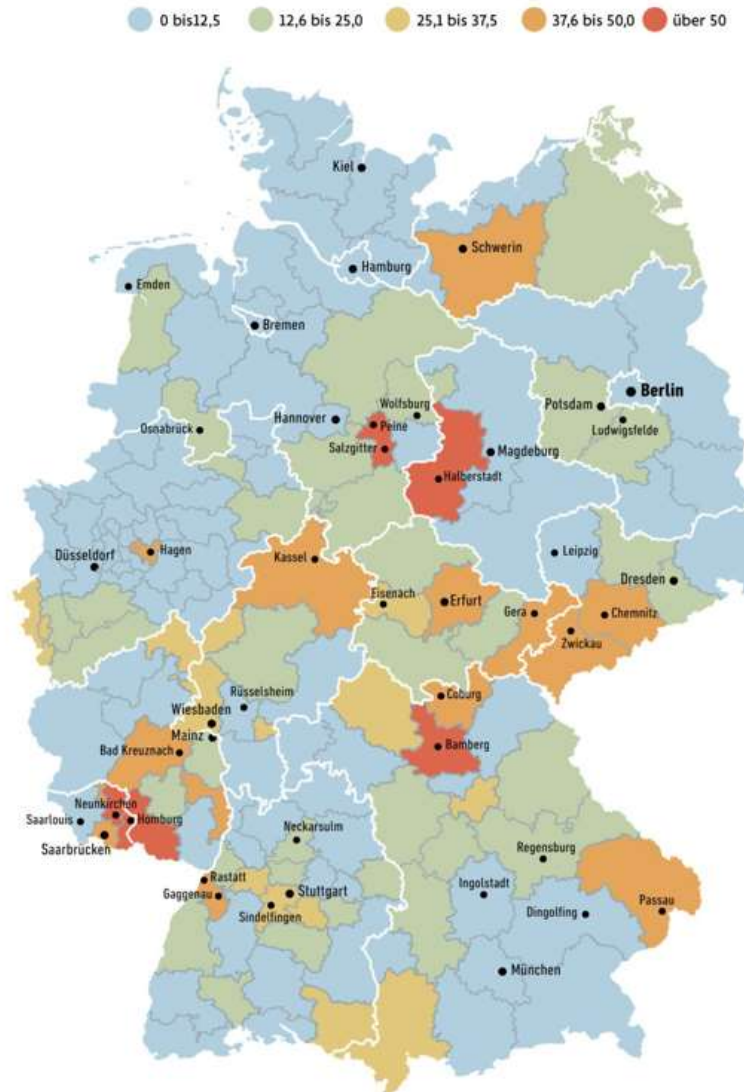 0 bis12,5 12,6 bis 25,0 25,1 bis 37,5 37,6 bis 50,0 über 50
Kiel
Schwerin
Hamburg
Emden
Bremen
Berlin
Wolfsburg
Potsdam
Hannover
Peine
Ludwigsfelde
Osnabrück
Salzgitter
Magdeburg
Halberstadt
Hagen
Kassel
Leipzig
Düsseldorf
Dresden
Eisenach
Erfurt
Gera
Chemnitz
Zwickau
Coburg
Rüsselsheim
Wiesbaden
Mainz
Bamberg
Bad Kreuznach
Neunkirchen
Saarlouis
Homburg
Neckarsulm
Saarbrücken
Regensburg
Rastatt
Ingolstadt
Stuttgart
Gaggenau
Passau
Sindelfingen
Dingolfing
München